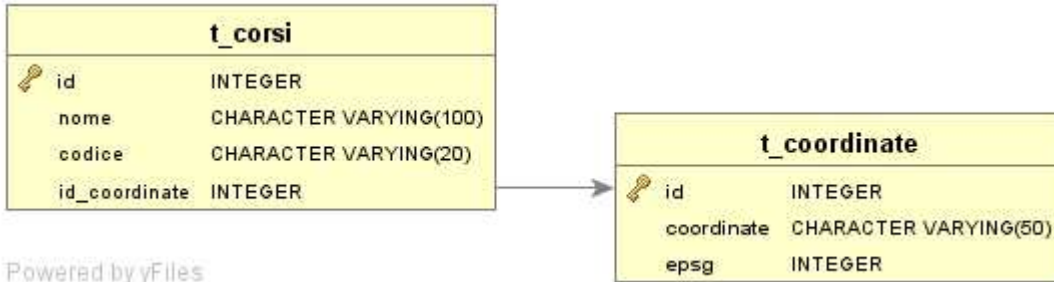 t_corsi
id INTEGER
nome CHARACTER VARYING(100)
codice CHARACTER VARYING(20)
id_coordinate INTEGER
t_coordinate
id INTEGER
coordinate CHARACTER VARYING(50)
epsg INTEGER
Powered by yFiles